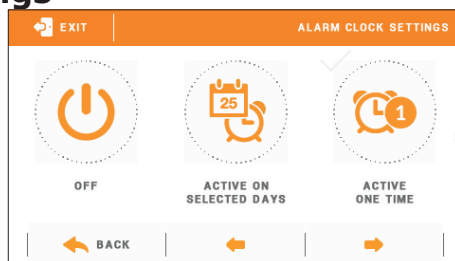 EXIT
ALARM CLOCK SETTINGS
25
1
OFF
ACTIVE ON
SELECTED DAYS
ACTIVE
ONE TIME
BACK